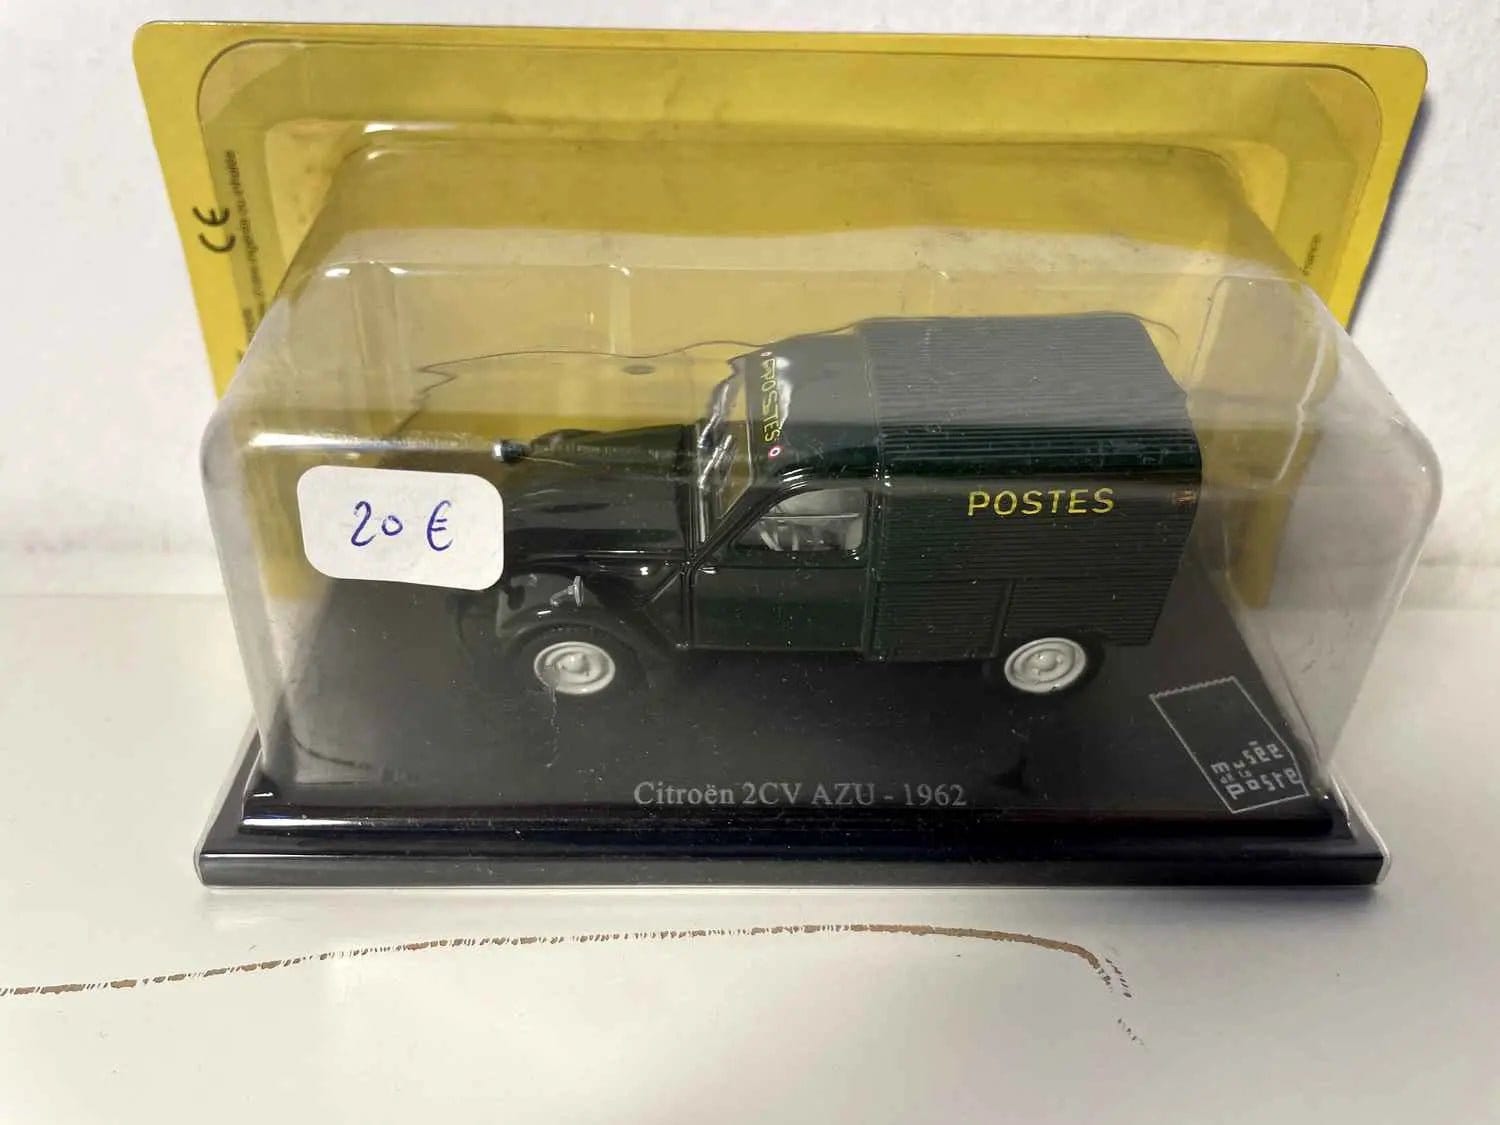 CE
POSTES
POSTES
20 €
Citroën 2CV AZU - 1962
musée
de la
poste